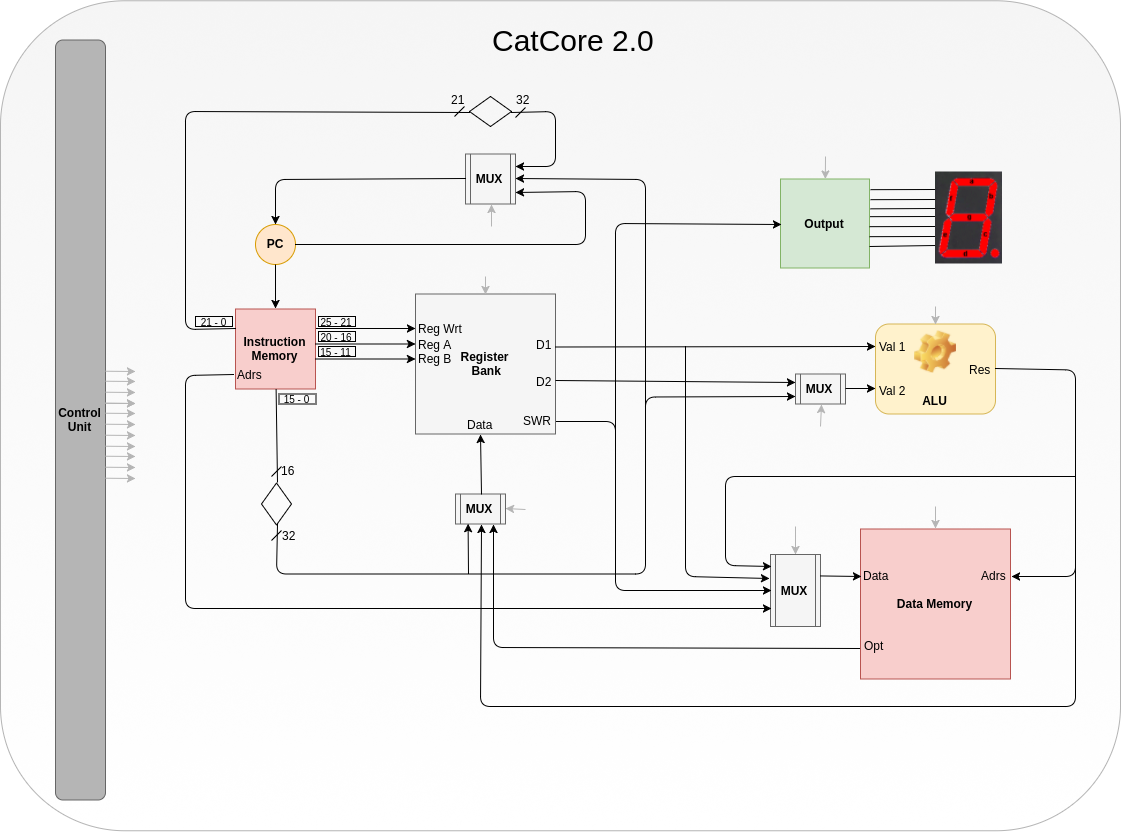 CatCore 2.0
21
32
MUX
PC
Output
21 - 0
25 - 21
20 - 16
15 - 11
Instruction
Memory
Adrs
15 - 0
Reg Wrt
Reg A
Reg B
Register
Bank
D1
D2
SWR
Data
Val 1
Val 2
Res
ALU
MUX
Control
Unit
16
32
MUX
MUX
Data
Adrs
Data Memory
Opt